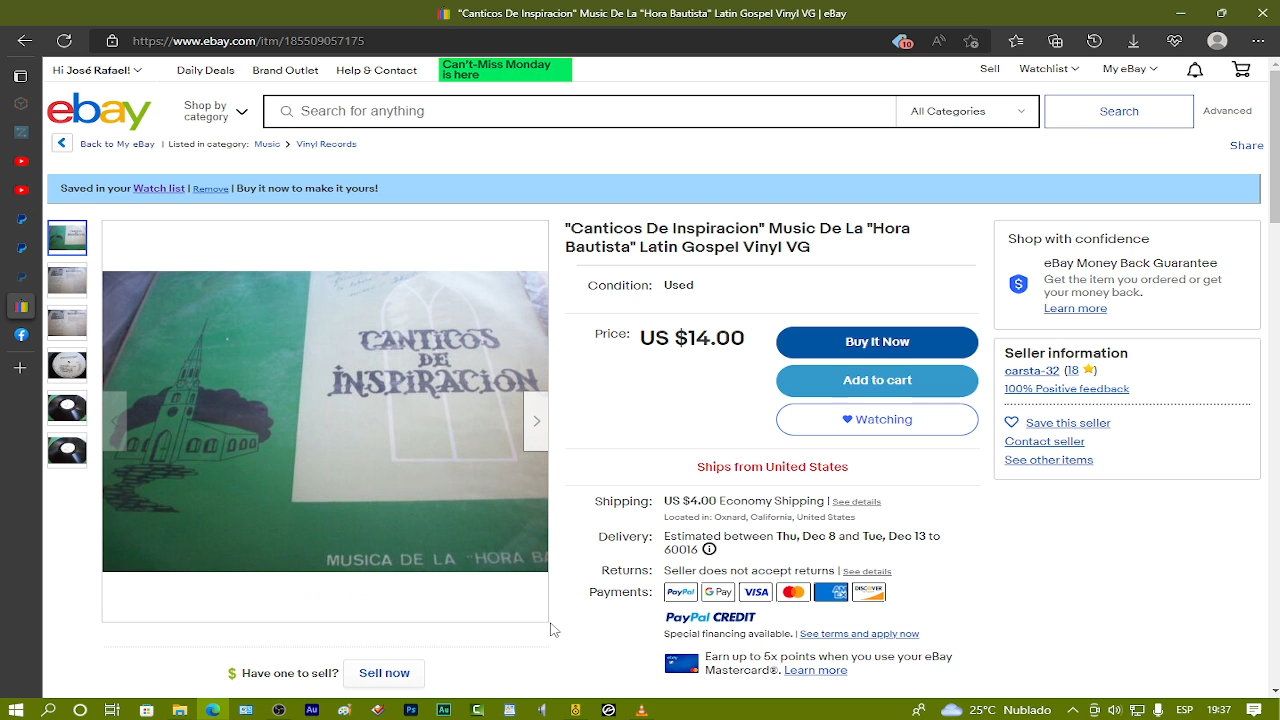 "Canticos De Inspiracion" Music De La "Hora Bautista" Latin Gospel Vinyl VG | eBay
https://www.ebay.com/itm/185509057175
10
Hi José Rafael!
Daily Deals
Brand Outlet
Help & Contact
Can't-Miss Monday
is here
Sell
Watchlist
My eBay
ebay
Shop by
category
Search for anything
All Categories
Search
Advanced
Back to My eBay | Listed in category: Music > Vinyl Records
Share
Saved in your Watch list | Remove | Buy it now to make it yours!
CANTICOS
DE
INSPIRACION
MUSICA DE LA "HORA BA
Have one to sell?
Sell now
"Canticos De Inspiracion" Music De La "Hora
Bautista" Latin Gospel Vinyl VG
Condition: Used
Price: US $14.00
Buy It Now
Add to cart
Watching
Ships from United States
Shipping: US $4.00 Economy Shipping | See details
Located in: Oxnard, California, United States
Delivery: Estimated between Thu, Dec 8 and Tue, Dec 13 to
60016
Returns: Seller does not accept returns | See details
Payments: PayPal G Pay VISA mastercard AM EX DISCOVER
PayPal CREDIT
Special financing available. | See terms and apply now
Earn up to 5x points when you use your eBay
Mastercard®. Learn more
Shop with confidence
eBay Money Back Guarantee
Get the item you ordered or get
your money back.
Learn more
Seller information
carsta-32 (18)
100% Positive feedback
Save this seller
Contact seller
See other items
25°C Nublado
ESP
19:37